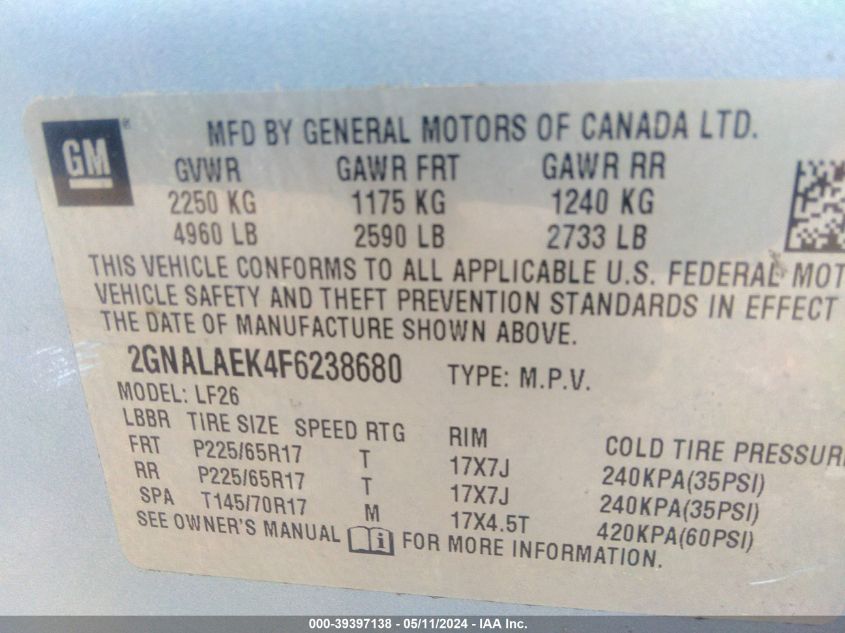 GM
MFD BY GENERAL MOTORS OF CANADA LTD.
GVWR GAWR FRT GAWR RR
2250 KG 1175 KG 1240 KG
4960 LB 2590 LB 2733 LB
THIS VEHICLE CONFORMS TO ALL APPLICABLE U.S. FEDERAL MOT
VEHICLE SAFETY AND THEFT PREVENTION STANDARDS IN EFFECT
THE DATE OF MANUFACTURE SHOWN ABOVE.
2GNALAEK4F6238680 TYPE: M.P.V.
MODEL: LF26
LBBR TIRE SIZE SPEED RTG RIM COLD TIRE PRESSURE
FRT P225/65R17 T 17X7J 240KPA(35PSI)
RR P225/65R17 T 17X7J 240KPA(35PSI)
SPA T145/70R17 M 17X4.5T 420KPA(60PSI)
SEE OWNER'S MANUAL i FOR MORE INFORMATION.
000-39397138 - 05/11/2024 - IAA Inc.